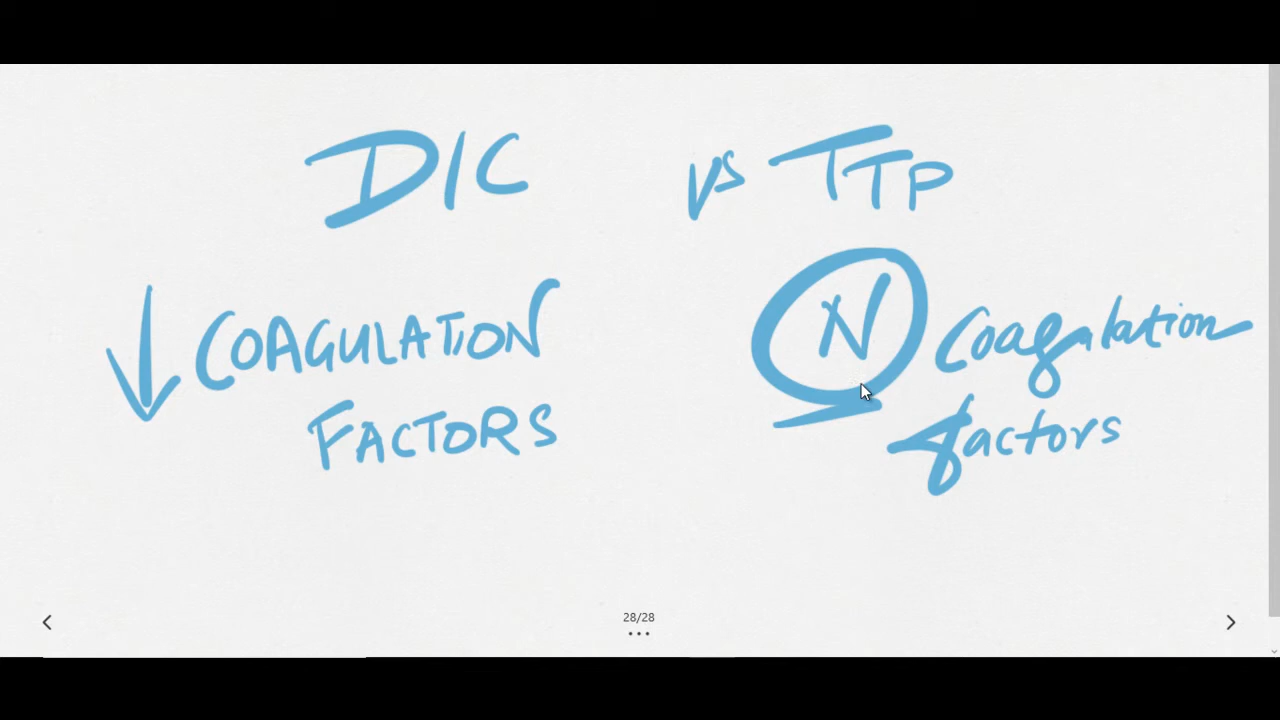 DIC vs TTP
↓ COAGULATION FACTORS
N Coagulation factors
28/28